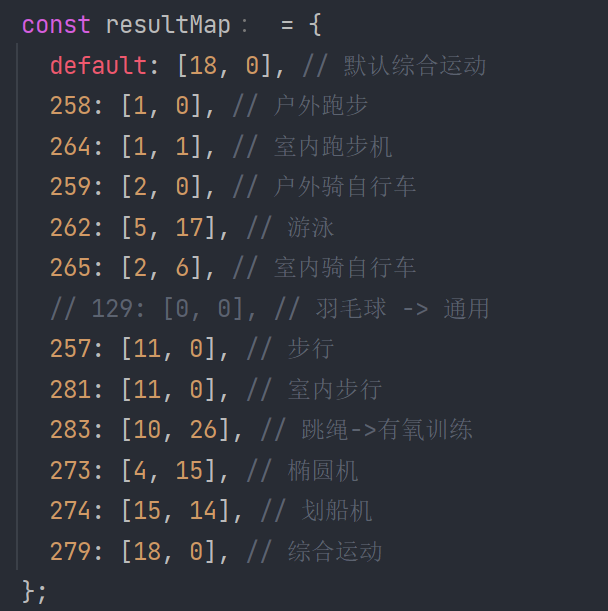 const resultMap： = {
default: [18, 0], // 默认综合运动
258: [1, 0], // 户外跑步
264: [1, 1], // 室内跑步机
259: [2, 0], // 户外骑自行车
262: [5, 17], // 游泳
265: [2, 6], // 室内骑自行车
// 129: [0, 0], // 羽毛球 -> 通用
257: [11, 0], // 步行
281: [11, 0], // 室内步行
283: [10, 26], // 跳绳->有氧训练
273: [4, 15], // 椭圆机
274: [15, 14], // 划船机
279: [18, 0], // 综合运动
};